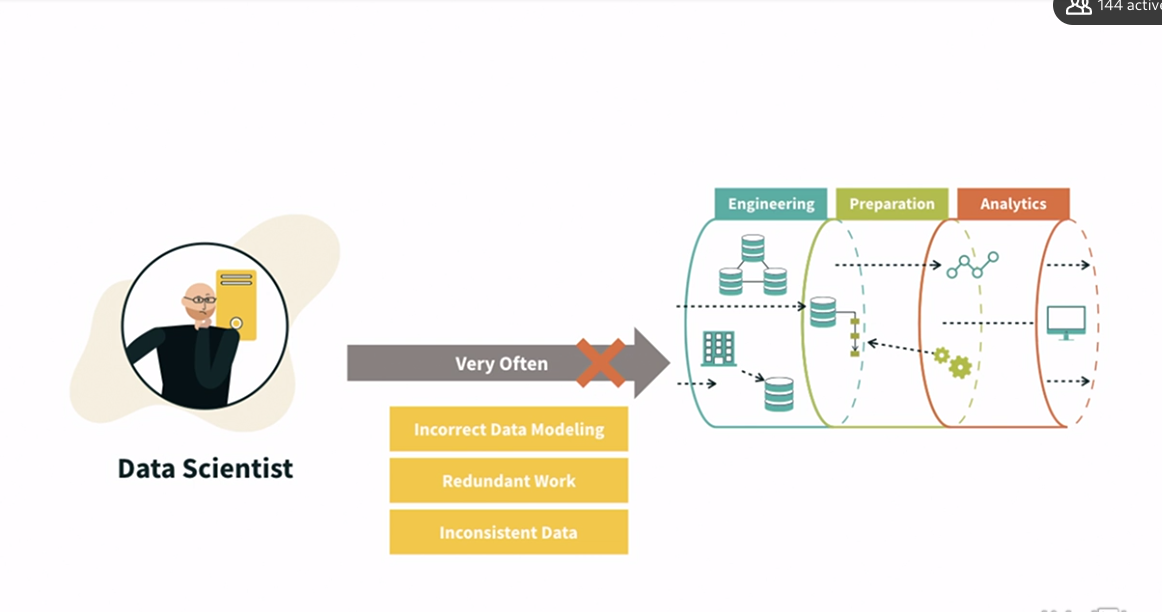 144 active
Engineering
Preparation
Analytics
Very Often
Incorrect Data Modeling
Redundant Work
Inconsistent Data
Data Scientist